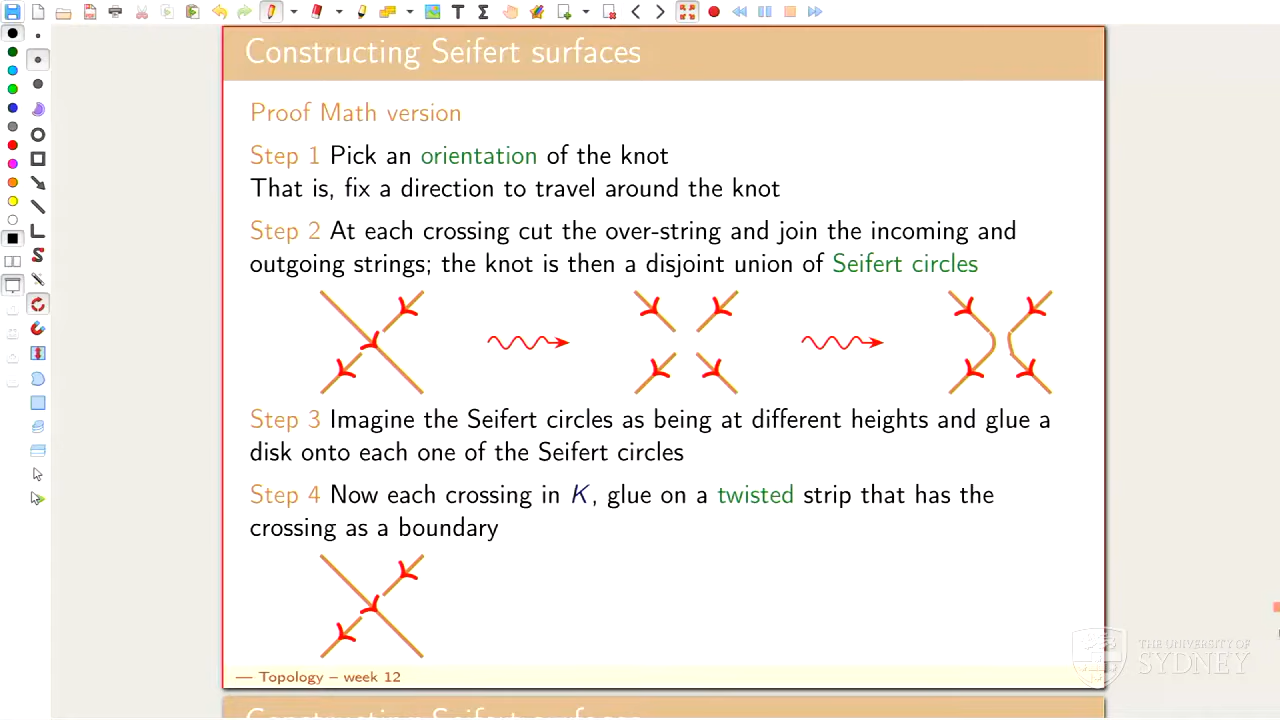 Constructing Seifert surfaces
Proof Math version
Step 1 Pick an orientation of the knot
That is, fix a direction to travel around the knot
Step 2 At each crossing cut the over-string and join the incoming and
outgoing strings; the knot is then a disjoint union of Seifert circles
Step 3 Imagine the Seifert circles as being at different heights and glue a
disk onto each one of the Seifert circles
Step 4 Now each crossing in K, glue on a twisted strip that has the
crossing as a boundary
THE UNIVERSITY OF
SYDNEY
— Topology – week 12
Constructing Seifert surfaces